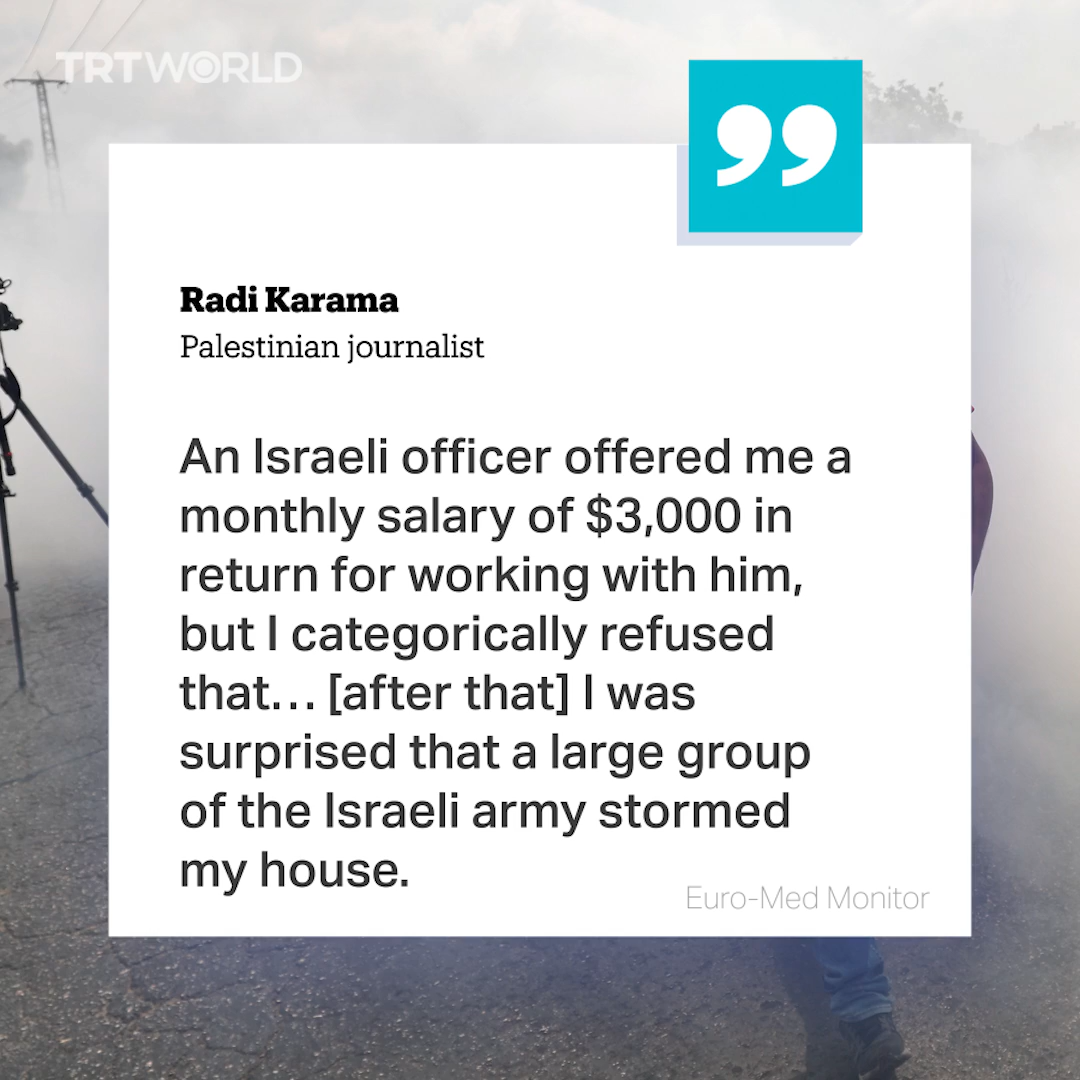 TRT WORLD
Radi Karama
Palestinian journalist
An Israeli officer offered me a
monthly salary of $3,000 in
return for working with him,
but I categorically refused
that… [after that] I was
surprised that a large group
of the Israeli army stormed
my house.
Euro-Med Monitor